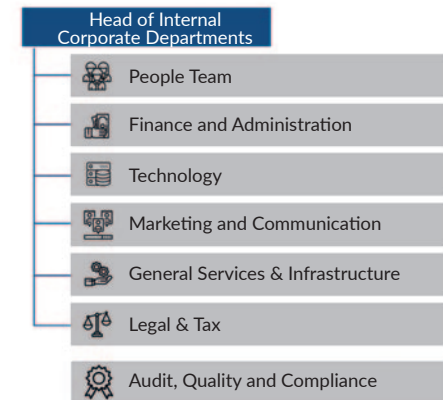 Head of Internal
Corporate Departments
People Team
Finance and Administration
Technology
Marketing and Communication
General Services & Infrastructure
Legal & Tax
Audit, Quality and Compliance